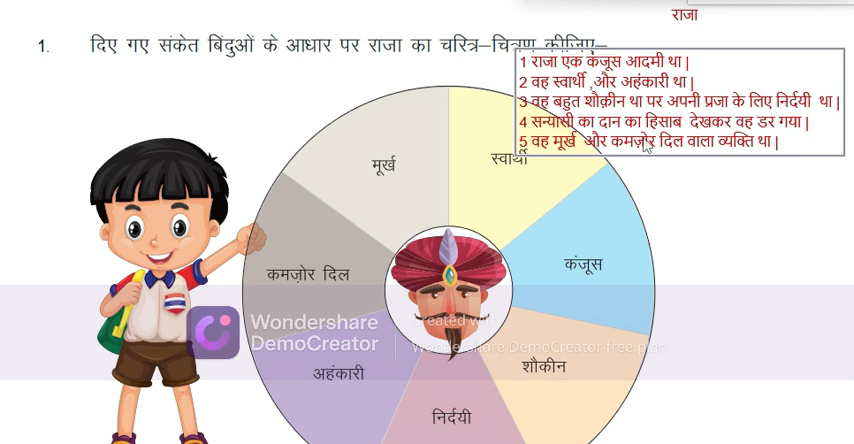 राजा
1. दिए गए संकेत बिंदुओं के आधार पर राजा का चरित्र–चित्रण कीजिए–
1 राजा एक कंजूस आदमी था |
2 वह स्वार्थी ,और अहंकारी था |
3 वह बहुत शौक़ीन था पर अपनी प्रजा के लिए निर्दयी था |
4 सन्यासी का दान का हिसाब देखकर वह डर गया |
5 वह मूर्ख और कमज़ोर दिल वाला व्यक्ति था |
मूर्ख
स्वार्थी
कंजूस
कमज़ोर दिल
शौकीन
अहंकारी
निर्दयी
Wondershare
DemoCreator
Created with
Wondershare DemoCreator free plan